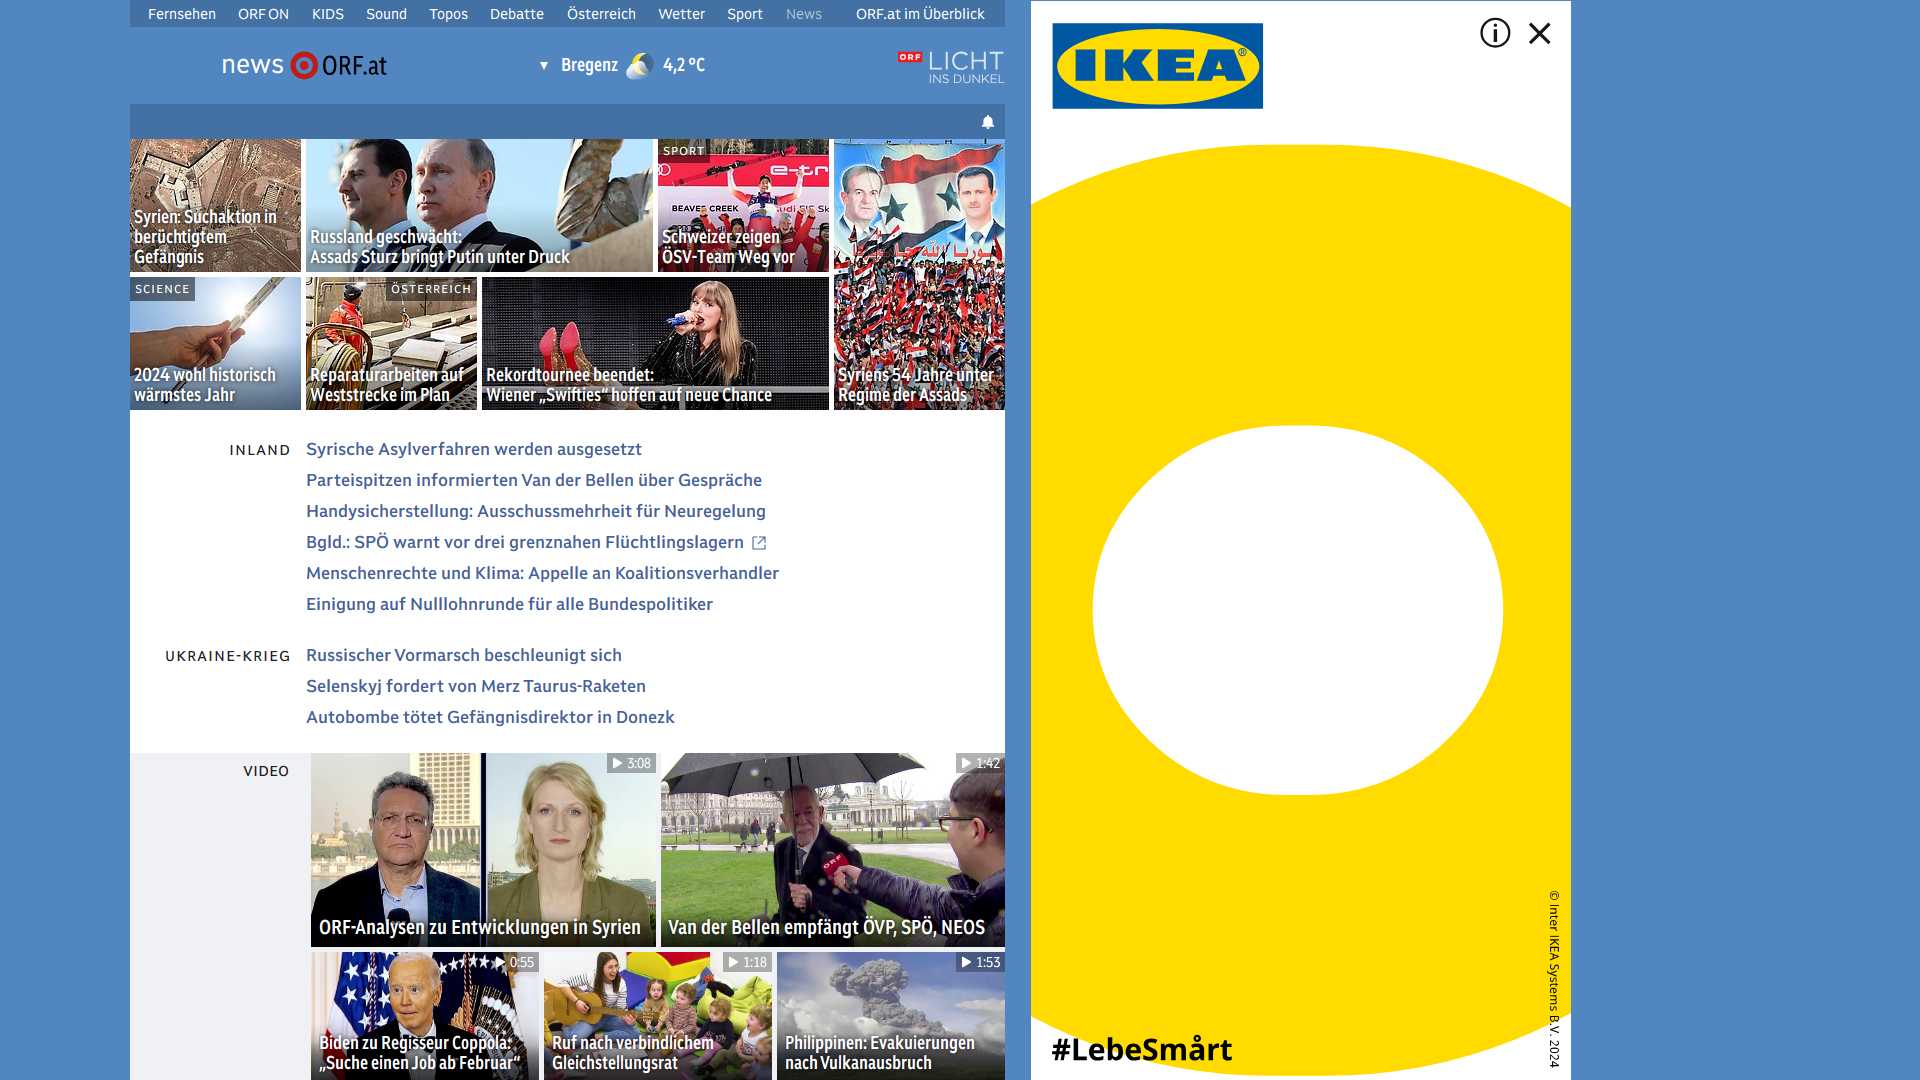 Fernsehen ORF ON KIDS Sound Topos Debatte Österreich Wetter Sport News ORF.at im Überblick
news ORF.at
Bregenz 4,2 °C
ORF LICHT
INS DUNKEL
Syrien: Suchaktion in
berüchtigtem
Gefängnis
Russland geschwächt:
Assads Sturz bringt Putin unter Druck
SPORT
BEAVER CREEK
Schweizer zeigen
ÖSV-Team Weg vor
SCIENCE
2024 wohl historisch
wärmstes Jahr
ÖSTERREICH
Reparaturarbeiten auf
Weststrecke im Plan
Rekordtournee beendet:
Wiener „Swifties“ hoffen auf neue Chance
Syriens 54 Jahre unter
Regime der Assads
INLAND
Syrische Asylverfahren werden ausgesetzt
Parteispitzen informierten Van der Bellen über Gespräche
Handysicherstellung: Ausschussmehrheit für Neuregelung
Bgld.: SPÖ warnt vor drei grenznahen Flüchtlingslagern
Menschenrechte und Klima: Appelle an Koalitionsverhandler
Einigung auf Nulllohnrunde für alle Bundespolitiker
UKRAINE-KRIEG
Russischer Vormarsch beschleunigt sich
Selenskyj fordert von Merz Taurus-Raketen
Autobombe tötet Gefängnisdirektor in Donezk
VIDEO
3:08
ORF-Analysen zu Entwicklungen in Syrien
1:42
ORF
Van der Bellen empfängt ÖVP, SPÖ, NEOS
0:55
Biden zu Regisseur Coppola:
„Suche einen Job ab Februar“
1:18
Ruf nach verbindlichem
Gleichstellungsrat
1:53
Philippinen: Evakuierungen
nach Vulkanausbruch
IKEA®
#LebeSmårt
© Inter IKEA Systems B.V. 2024